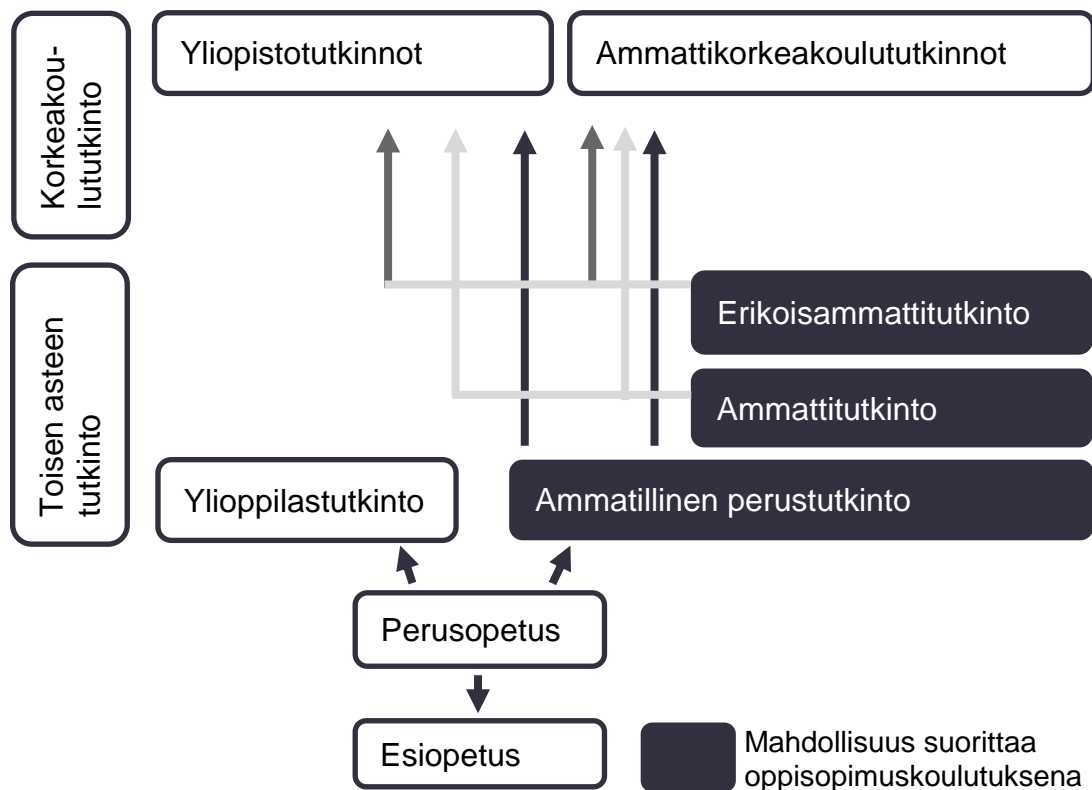 Korkeakou-
lututkinto
Yliopistotutkinnot
Ammattikorkeakoulututkinnot
Toisen asteen
tutkinto
Erikoisammattitutkinto
Ammattitutkinto
Ylioppilastutkinto
Ammatillinen perustutkinto
Perusopetus
Esiopetus
Mahdollisuus suorittaa
oppisopimuskoulutuksena